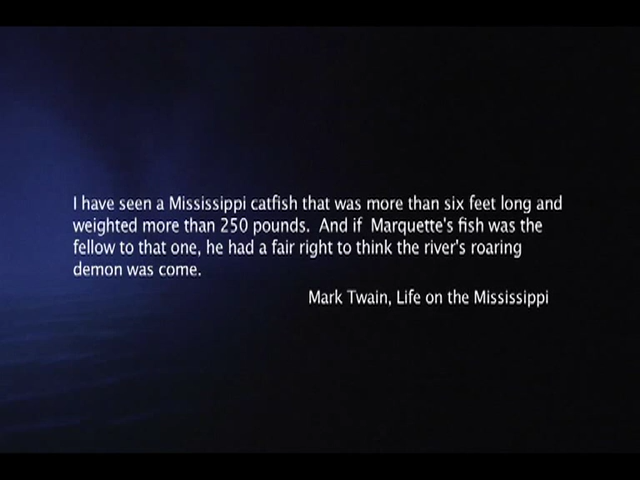 I have seen a Mississippi catfish that was more than six feet long and
weighted more than 250 pounds.  And if  Marquette's fish was the
fellow to that one, he had a fair right to think the river's roaring
demon was come.
Mark Twain, Life on the Mississippi